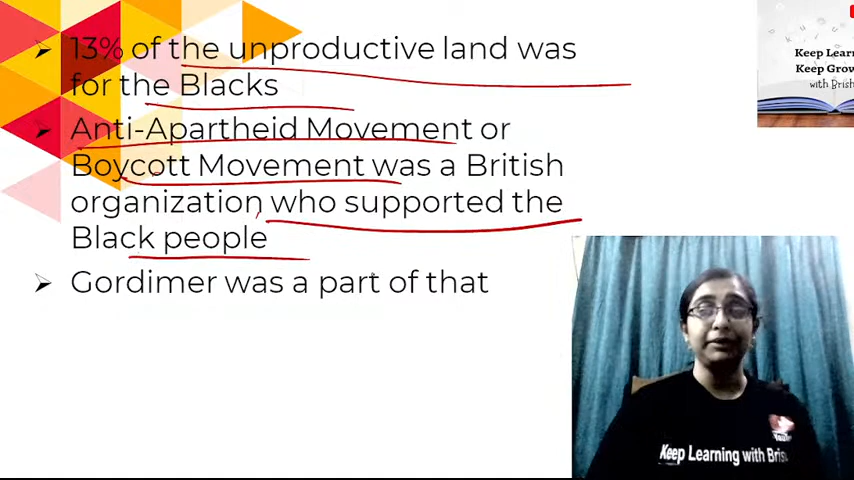 13% of the unproductive land was
for the Blacks
Anti-Apartheid Movement or
Boycott Movement was a British
organization who supported the
Black people
Gordimer was a part of that
Keep Lear
Keep Grow
with Brish
Keep Learning with Bris